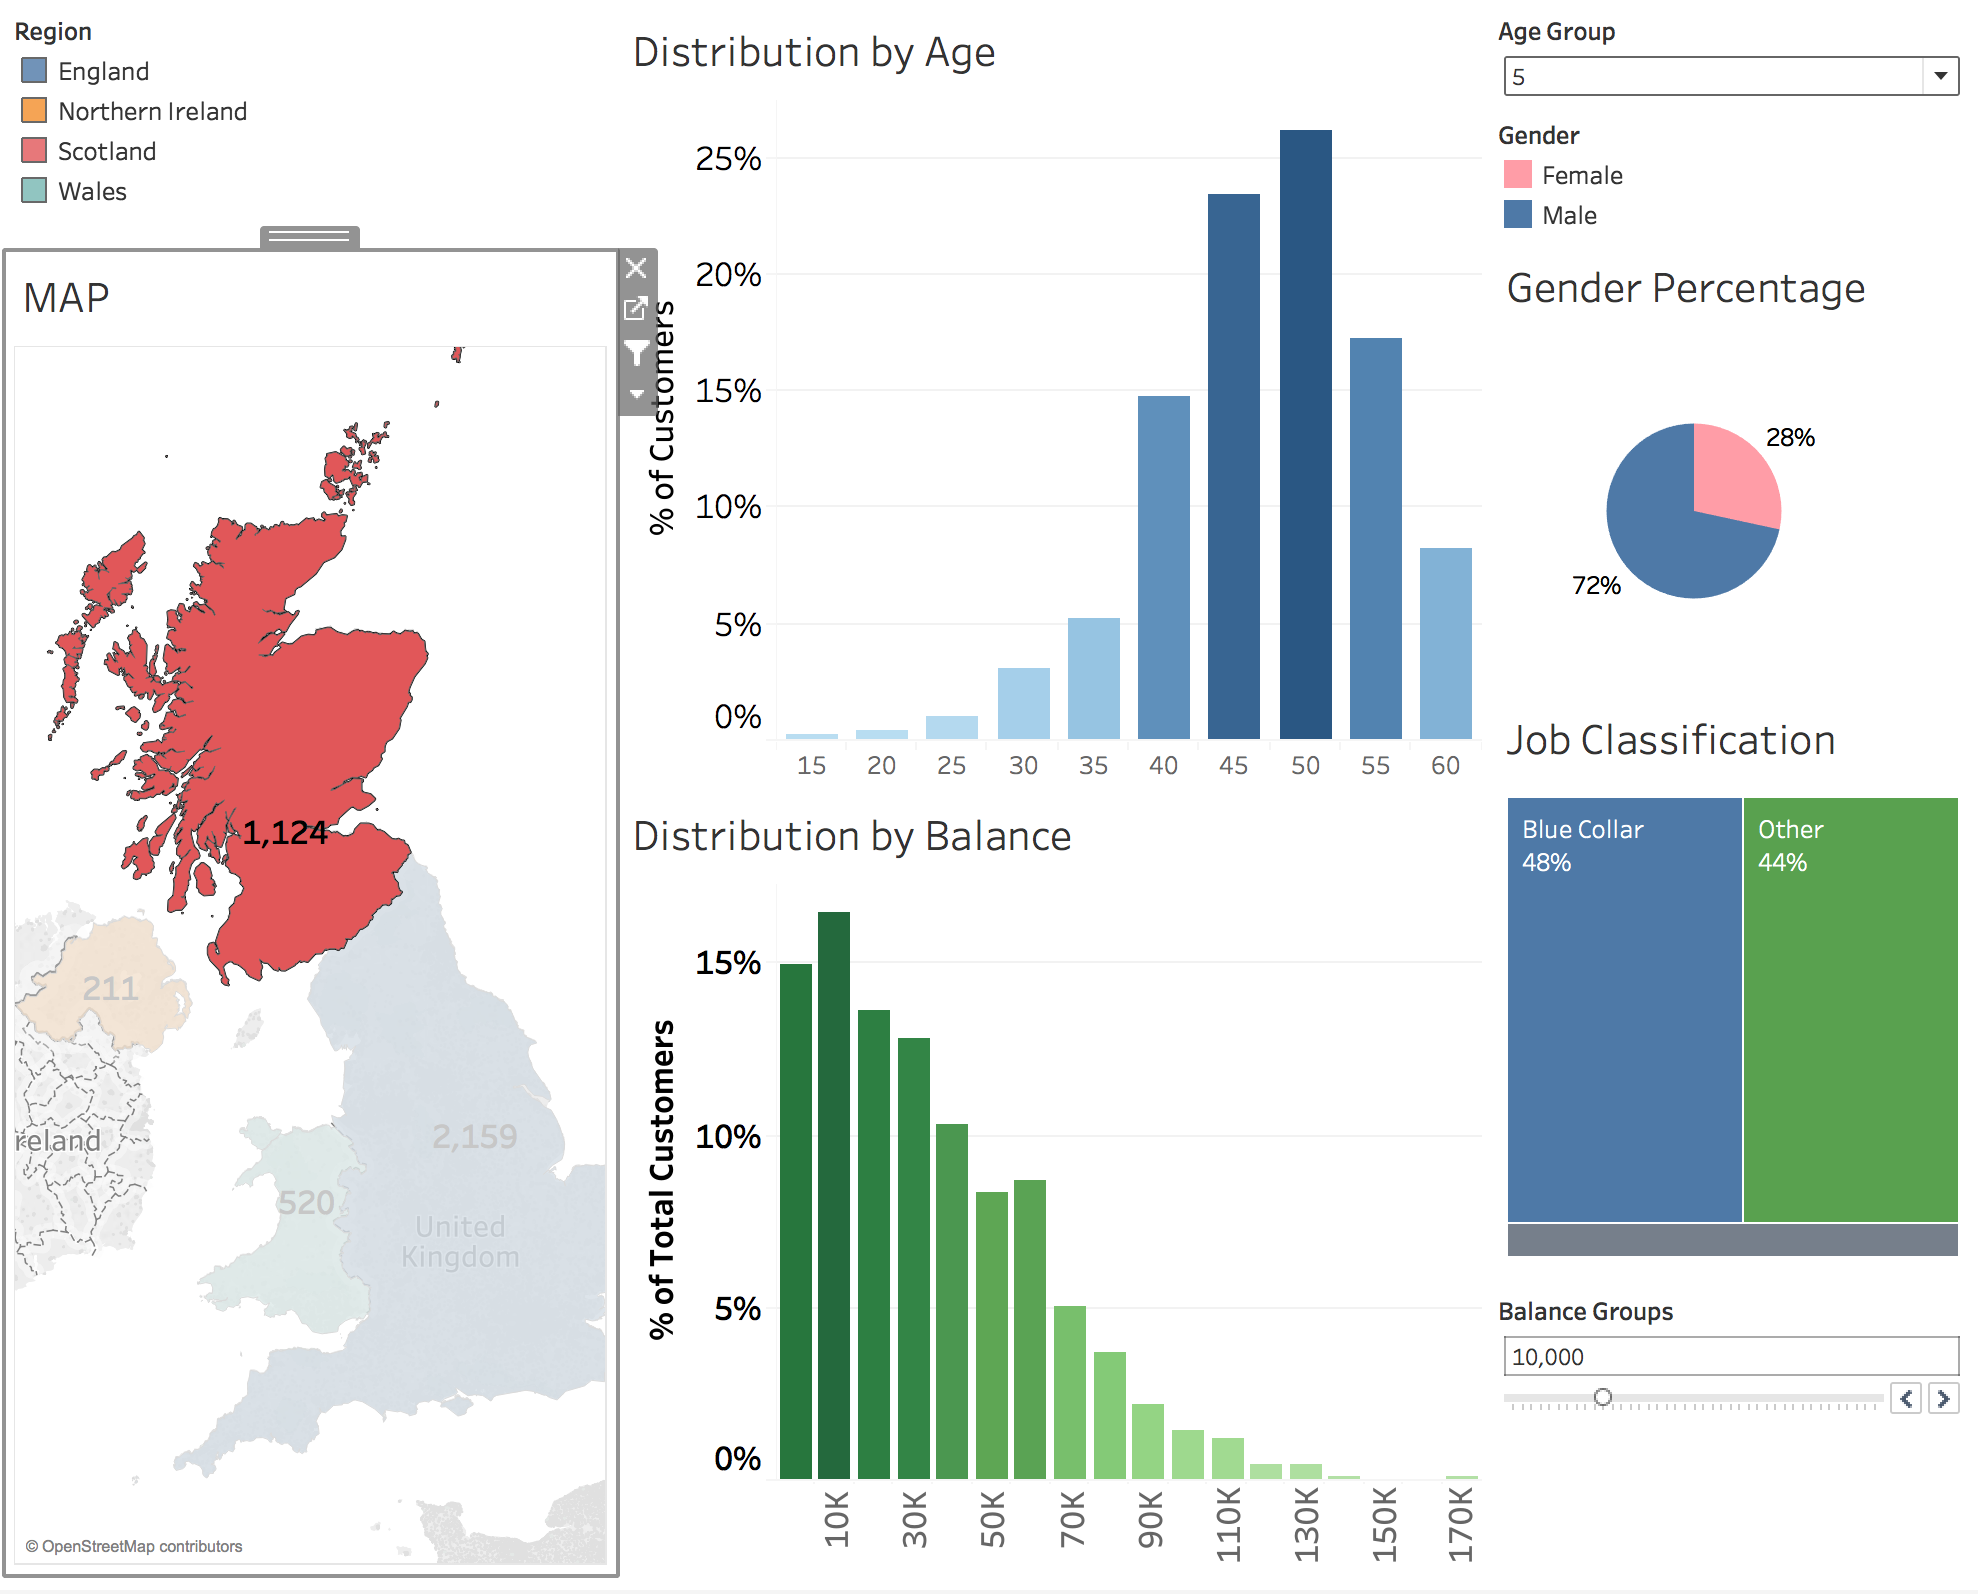 Region
England
Northern Ireland
Scotland
Wales
MAP
1,124
211
reland
2,159
520
United
Kingdom
© OpenStreetMap contributors
Distribution by Age
% of Customers
25%
20%
15%
10%
5%
0%
15 20 25 30 35 40 45 50 55 60
Distribution by Balance
% of Total Customers
15%
10%
5%
0%
10K 30K 50K 70K 90K 110K 130K 150K 170K
Age Group
5
Gender
Female
Male
Gender Percentage
28%
72%
Job Classification
Blue Collar
48%
Other
44%
Balance Groups
10,000